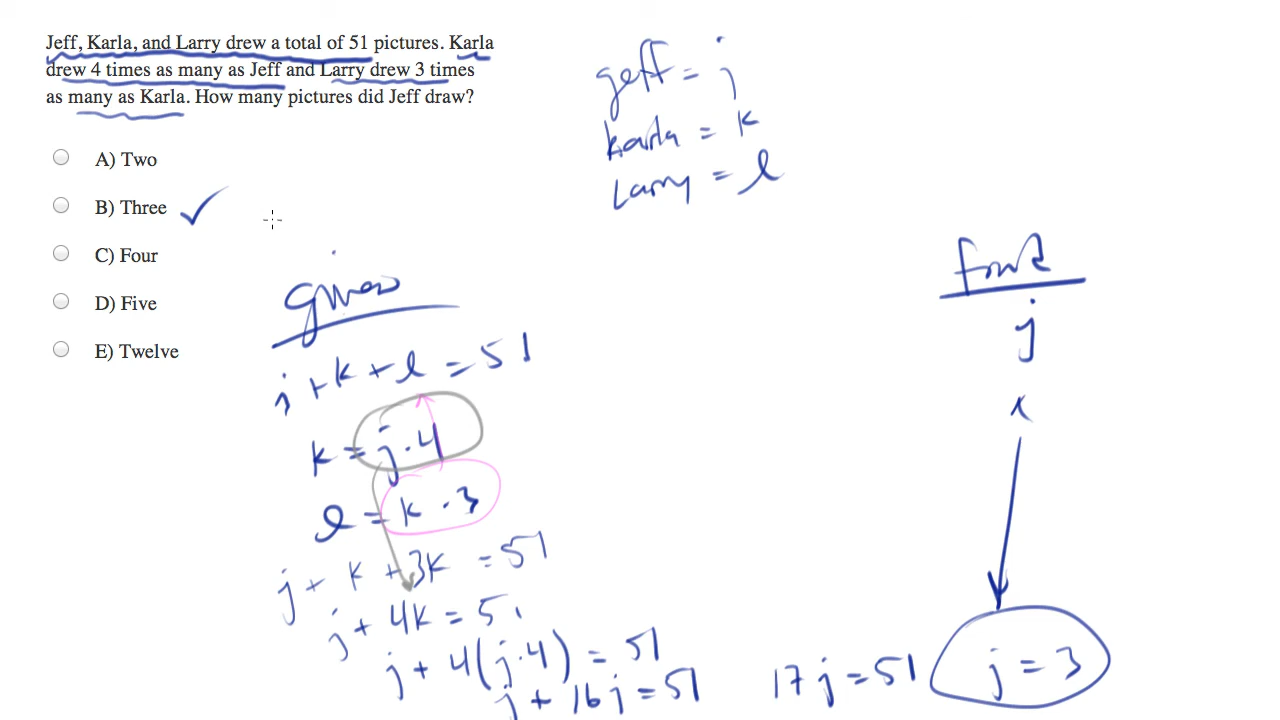 Jeff, Karla, and Larry drew a total of 51 pictures. Karla
drew 4 times as many as Jeff and Larry drew 3 times
as many as Karla. How many pictures did Jeff draw?
A) Two
B) Three
C) Four
D) Five
E) Twelve
Jeff = j
Karla = k
Larry = l
given
j + k + l = 51
k = j · 4
l = k · 3
j + k + 3k = 51
j + 4k = 51
j + 4(j·4) = 51
j + 16j = 51
17j = 51
find
j
j = 3